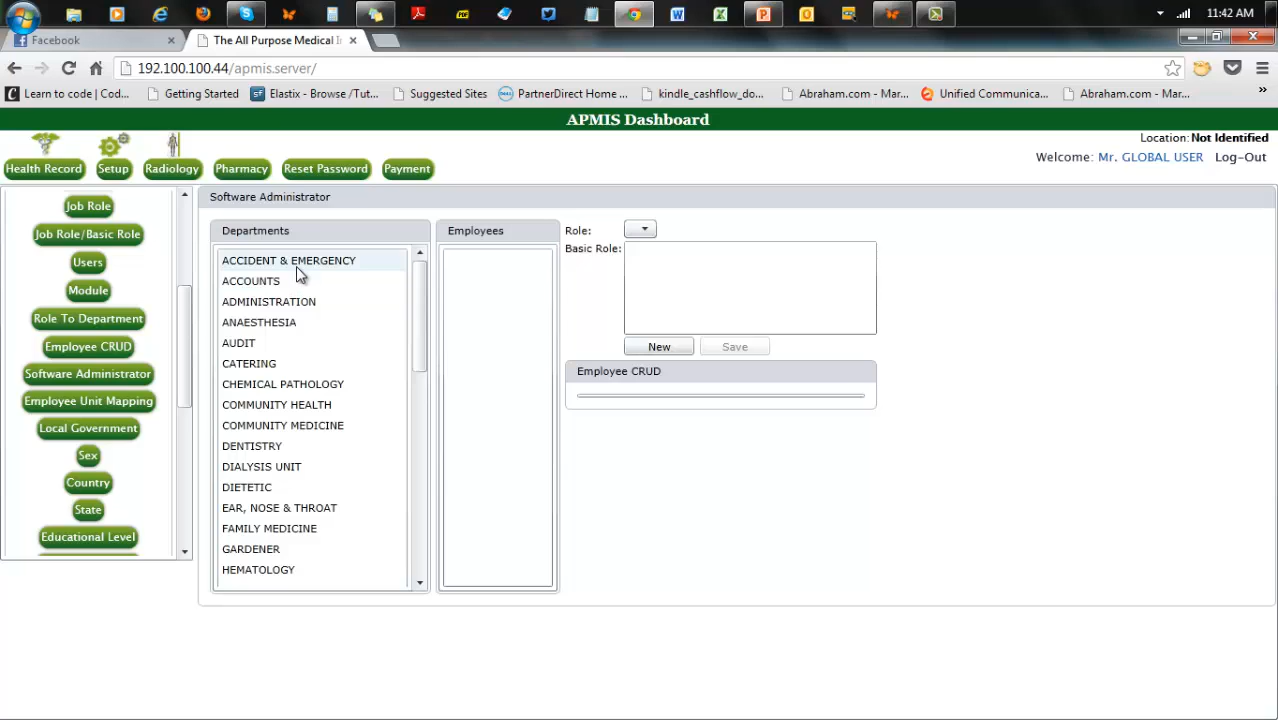 11:42 AM
Facebook
The All Purpose Medical I
192.100.100.44/apmis.server/
Learn to code | Cod...
Getting Started
Elastix - Browse /Tut...
Suggested Sites
PartnerDirect Home ...
kindle_cashflow_do...
Abraham.com - Mar...
Unified Communica...
Abraham.com - Mar...
APMIS Dashboard
Location: Not Identified
Welcome: Mr. GLOBAL USER Log-Out
Health Record
Setup
Radiology
Pharmacy
Reset Password
Payment
Job Role
Job Role/Basic Role
Users
Module
Role To Department
Employee CRUD
Software Administrator
Employee Unit Mapping
Local Government
Sex
Country
State
Educational Level
Software Administrator
Departments
ACCIDENT & EMERGENCY
ACCOUNTS
ADMINISTRATION
ANAESTHESIA
AUDIT
CATERING
CHEMICAL PATHOLOGY
COMMUNITY HEALTH
COMMUNITY MEDICINE
DENTISTRY
DIALYSIS UNIT
DIETETIC
EAR, NOSE & THROAT
FAMILY MEDICINE
GARDENER
HEMATOLOGY
Employees
Role:
Basic Role:
New
Save
Employee CRUD